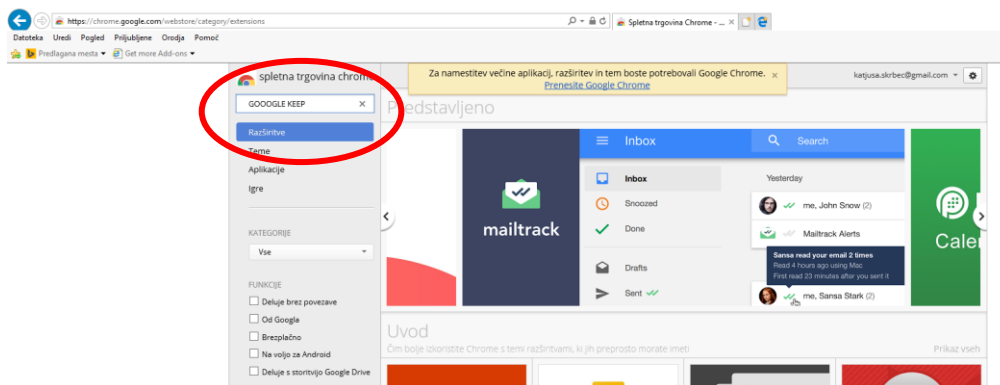 https://chrome.google.com/webstore/category/extensions
Spletna trgovina Chrome - ...
Datoteka Uredi Pogled Priljubljene Orodja Pomoč
Predlagana mesta Get more Add-ons
spletna trgovina chrome
Za namestitev večine aplikacij, razširitev in tem boste potrebovali Google Chrome.
Prenesite Google Chrome
katjusa.skrbec@gmail.com
GOOOGLE KEEP
Predstavljeno
Razširitve
Teme
Aplikacije
Igre
KATEGORIJE
Vse
FUNKCIJE
Deluje brez povezave
Od Googla
Brezplačno
Na voljo za Android
Deluje s storitvijo Google Drive
mailtrack
Inbox
Search
Inbox
Snoozed
Done
Drafts
Sent
Yesterday
me, John Snow (2)
Mailtrack Alerts
Sansa read your email 2 times
Read 4 hours ago using Mac
First read 23 minutes after you sent it
me, Sansa Stark (2)
Caler
Uvod
Čim bolje izkoristite Chrome s temi razširitvami, ki jih preprosto morate imeti
Prikaz vseh